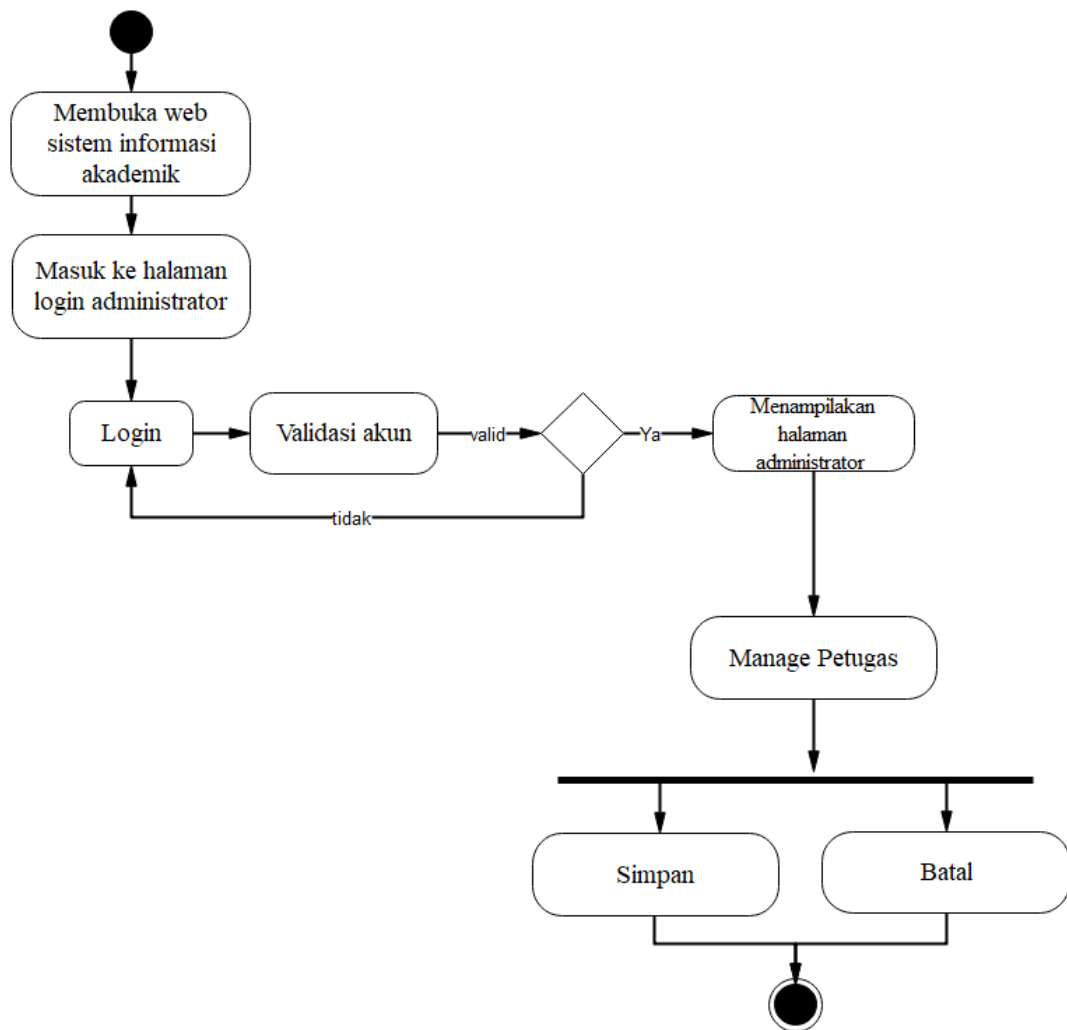 Membuka web
sistem informasi
akademik
Masuk ke halaman
login administrator
Login
Validasi akun
valid
Ya
Menampilakan
halaman
administrator
tidak
Manage Petugas
Simpan
Batal